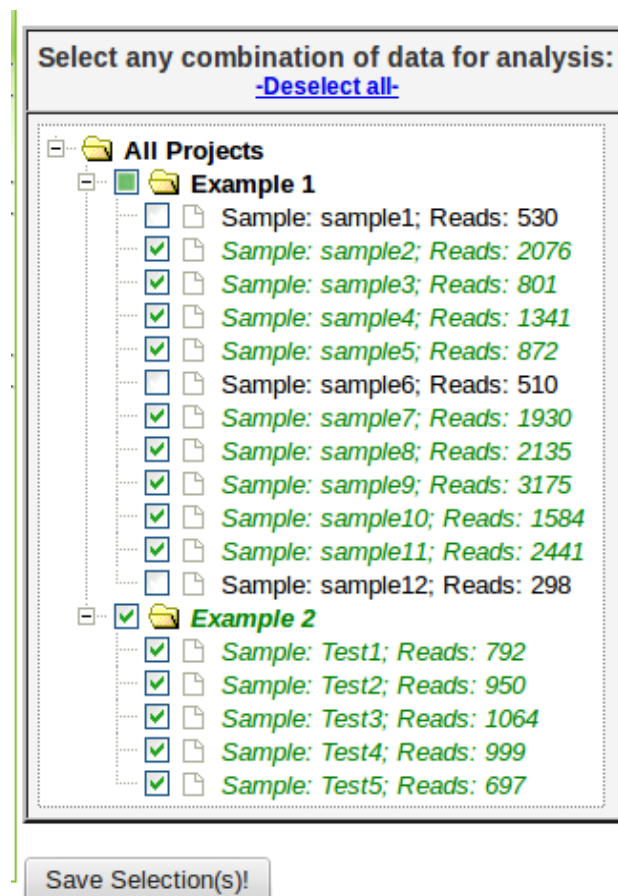 Select any combination of data for analysis:
-Deselect all-
All Projects
Example 1
Sample: sample1; Reads: 530
Sample: sample2; Reads: 2076
Sample: sample3; Reads: 801
Sample: sample4; Reads: 1341
Sample: sample5; Reads: 872
Sample: sample6; Reads: 510
Sample: sample7; Reads: 1930
Sample: sample8; Reads: 2135
Sample: sample9; Reads: 3175
Sample: sample10; Reads: 1584
Sample: sample11; Reads: 2441
Sample: sample12; Reads: 298
Example 2
Sample: Test1; Reads: 792
Sample: Test2; Reads: 950
Sample: Test3; Reads: 1064
Sample: Test4; Reads: 999
Sample: Test5; Reads: 697
Save Selection(s)!